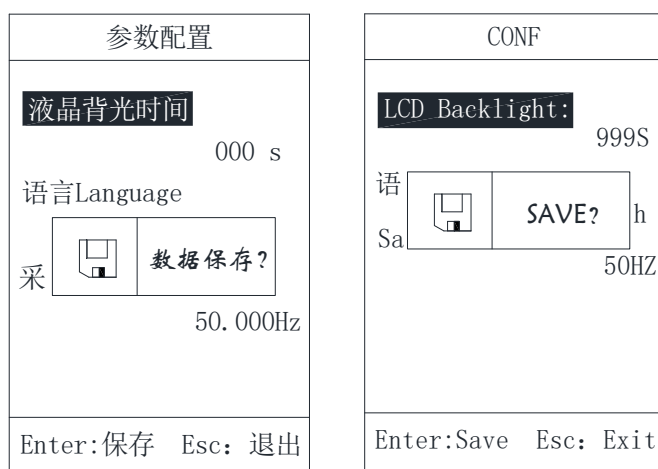 参数配置
液晶背光时间
000 s
语言Language
采
数据保存?
50.000Hz
Enter:保存 Esc: 退出
CONF
LCD Backlight:
999S
语
SAVE?
h
Sa
50HZ
Enter:Save Esc: Exit